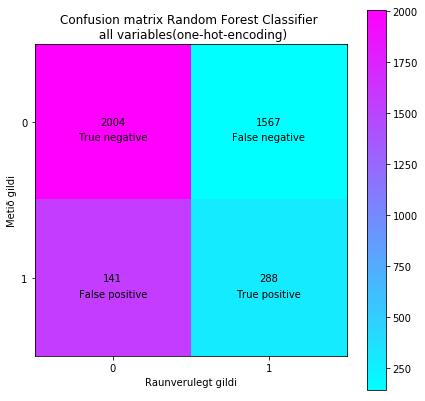 Confusion matrix Random Forest Classifier
all variables(one-hot-encoding)
2000
1750
1500
1250
1000
750
500
250
Metið gildi
0
1
2004
True negative
1567
False negative
141
False positive
288
True positive
0
1
Raunverulegt gildi